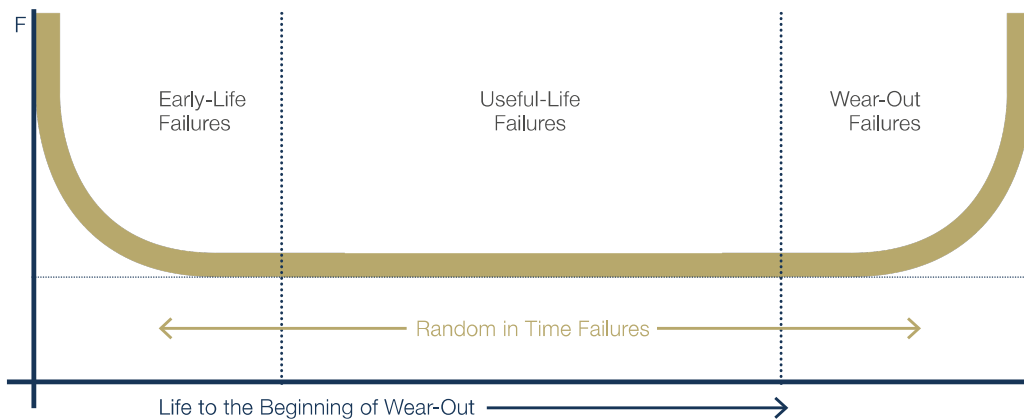 F
Early-Life
Failures
Useful-Life
Failures
Wear-Out
Failures
Random in Time Failures
Life to the Beginning of Wear-Out